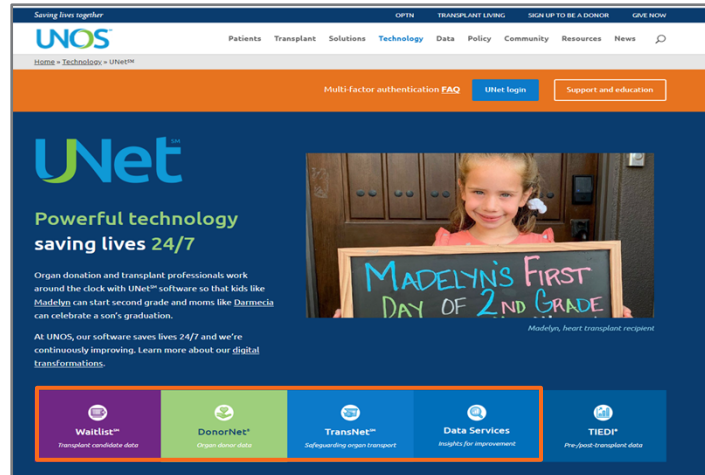 Saving lives together
OPTN TRANSPLANT LIVING SIGN UP TO BE A DONOR GIVE NOW
UNOS
Patients Transplant Solutions Technology Data Policy Community Resources News
Home » Technology » UNet℠
Multi-factor authentication FAQ UNet login Support and education
UNet℠
Powerful technology
saving lives 24/7
Organ donation and transplant professionals work
around the clock with UNet℠ software so that kids like
Madelyn can start second grade and moms like Darmecia
can celebrate a son's graduation.
At UNOS, our software saves lives 24/7 and we're
continuously improving. Learn more about our digital
transformations.
MADELYN'S FIRST
DAY OF 2ND GRADE
Madelyn, heart transplant recipient
Waitlist℠
Transplant candidate data
DonorNet®
Organ donor data
TransNet℠
Safeguarding organ transport
Data Services
Insights for improvement
TIEDI®
Pre-/post-transplant data